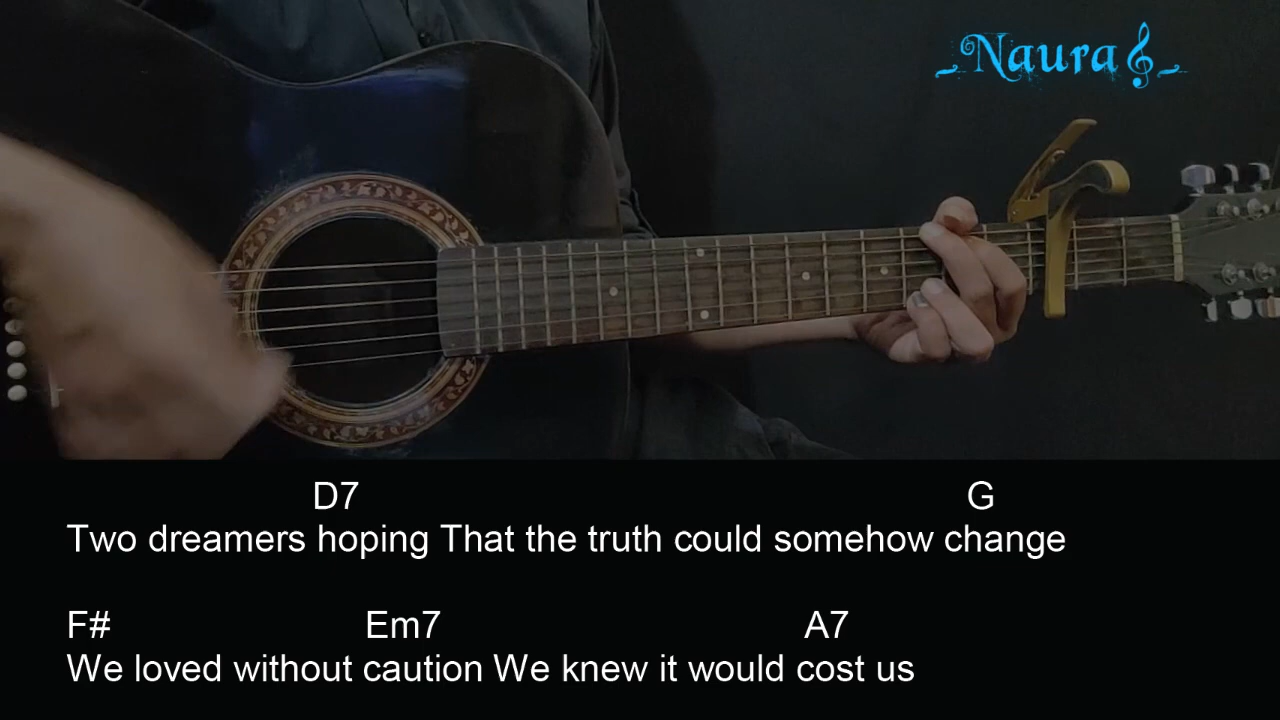 Naura
D7 G
Two dreamers hoping That the truth could somehow change
F# Em7 A7
We loved without caution We knew it would cost us